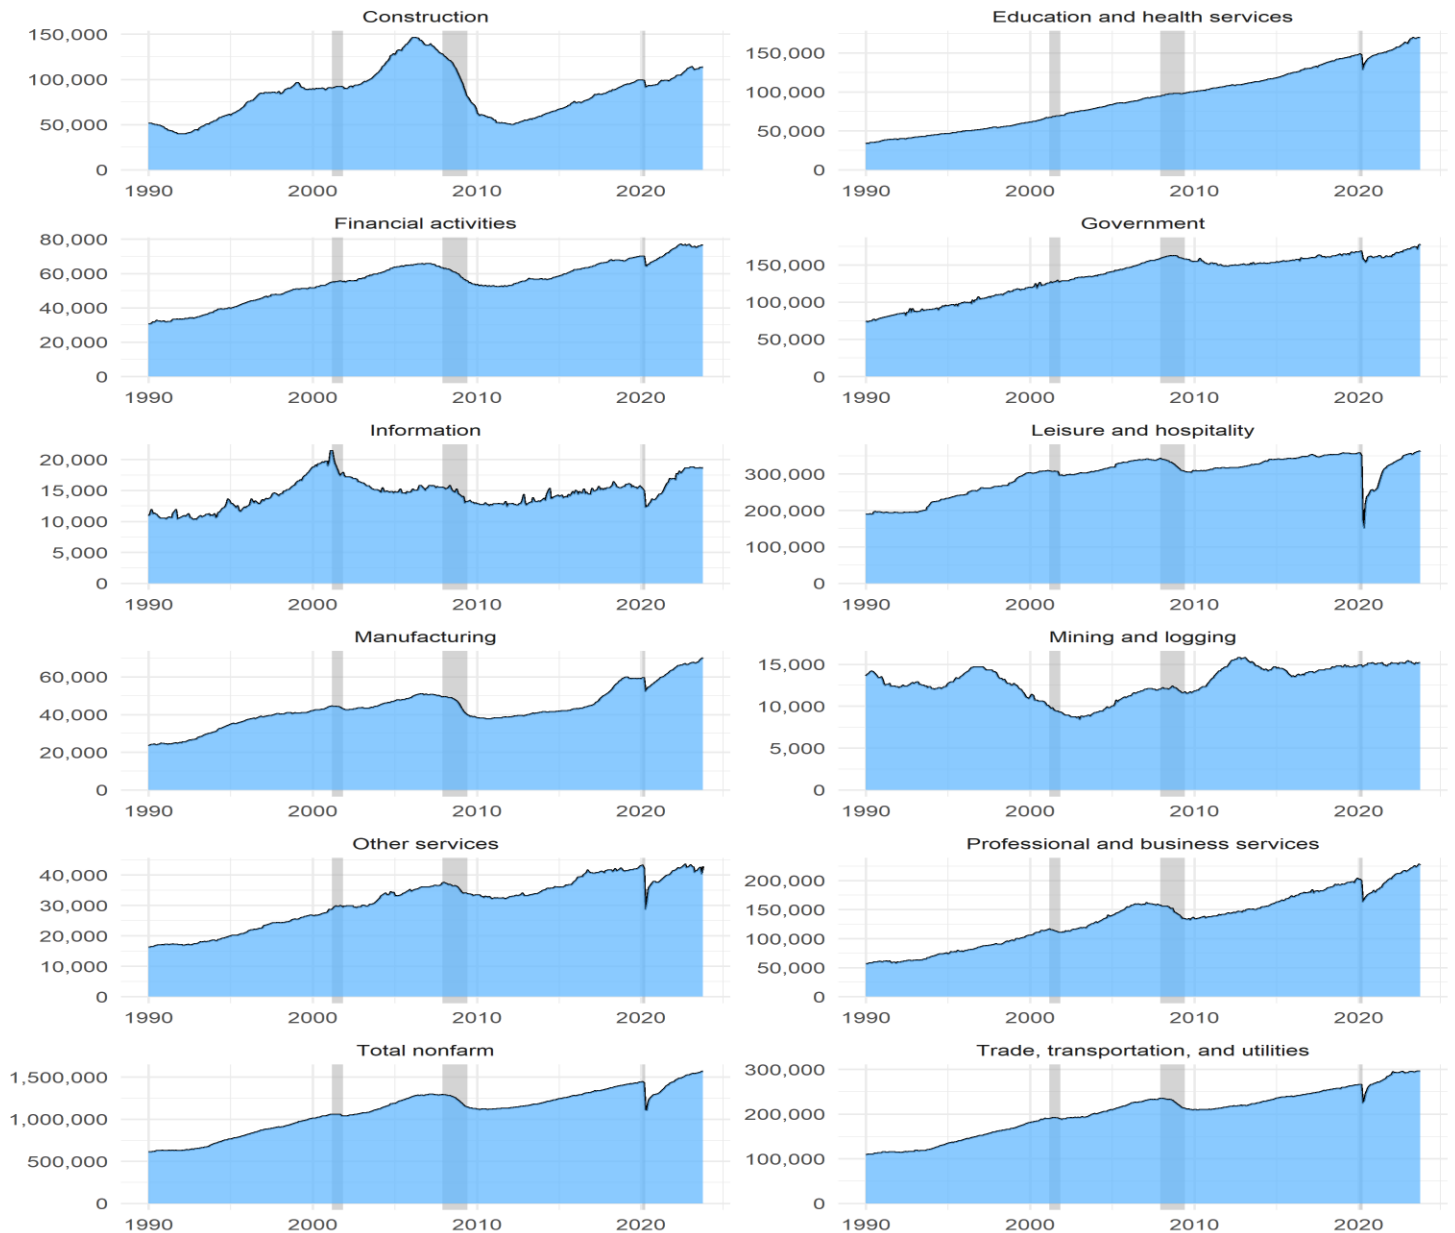 Construction
150,000
100,000
50,000
0
1990 2000 2010 2020
Education and health services
150,000
100,000
50,000
0
1990 2000 2010 2020
Financial activities
80,000
60,000
40,000
20,000
0
1990 2000 2010 2020
Government
150,000
100,000
50,000
0
1990 2000 2010 2020
Information
20,000
15,000
10,000
5,000
0
1990 2000 2010 2020
Leisure and hospitality
300,000
200,000
100,000
0
1990 2000 2010 2020
Manufacturing
60,000
40,000
20,000
0
1990 2000 2010 2020
Mining and logging
15,000
10,000
5,000
0
1990 2000 2010 2020
Other services
40,000
30,000
20,000
10,000
0
1990 2000 2010 2020
Professional and business services
200,000
150,000
100,000
50,000
0
1990 2000 2010 2020
Total nonfarm
1,500,000
1,000,000
500,000
0
1990 2000 2010 2020
Trade, transportation, and utilities
300,000
200,000
100,000
0
1990 2000 2010 2020